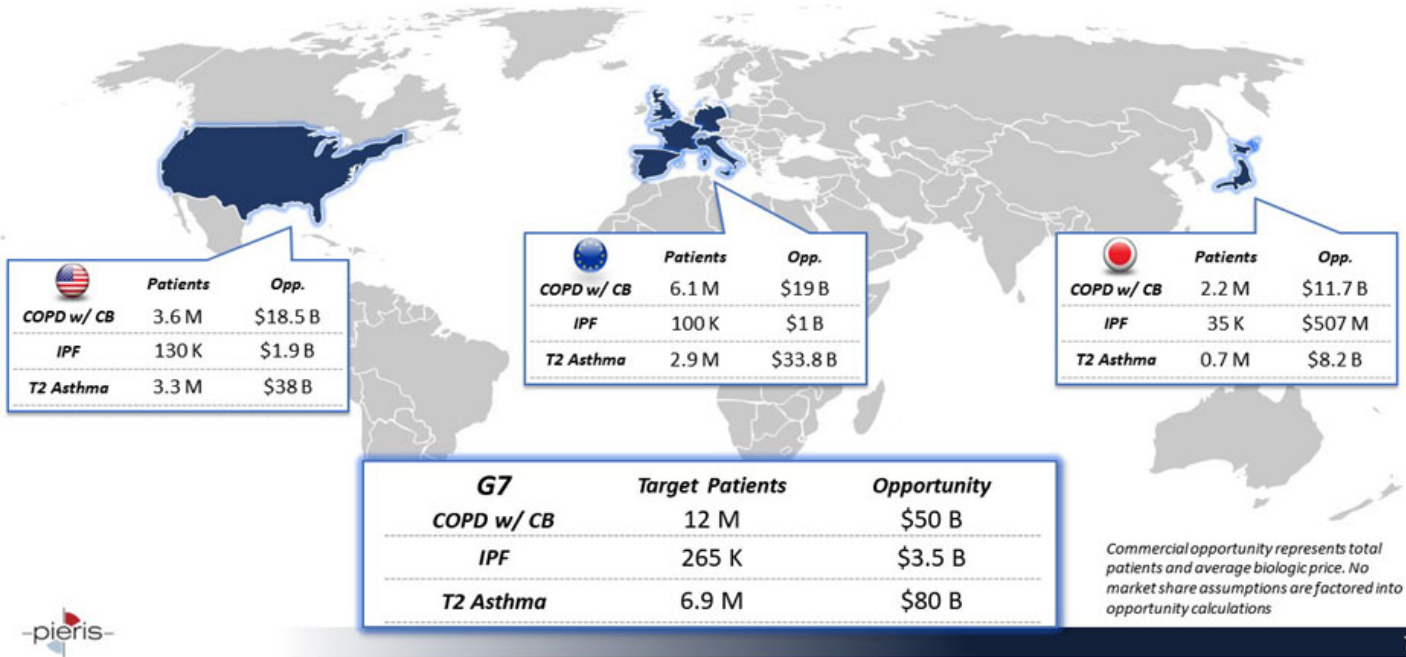 Patients Opp.
COPD w/ CB 3.6 M $18.5 B
IPF 130 K $1.9 B
T2 Asthma 3.3 M $38 B
Patients Opp.
COPD w/ CB 6.1 M $19 B
IPF 100 K $1 B
T2 Asthma 2.9 M $33.8 B
Patients Opp.
COPD w/ CB 2.2 M $11.7 B
IPF 35 K $507 M
T2 Asthma 0.7 M $8.2 B
G7 Target Patients Opportunity
COPD w/ CB 12 M $50 B
IPF 265 K $3.5 B
T2 Asthma 6.9 M $80 B
Commercial opportunity represents total
patients and average biologic price. No
market share assumptions are factored into
opportunity calculations
-pieris-